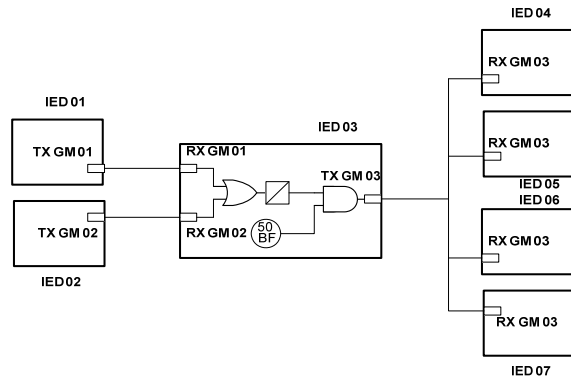 IED 04
RX GM 03
IED 01
TX GM 01
IED 03
RX GM 01
TX GM 03
RX GM 03
IED 05
IED 06
TX GM 02
RX GM 02
50
BF
RX GM 03
IED 02
RX GM 03
IED 07